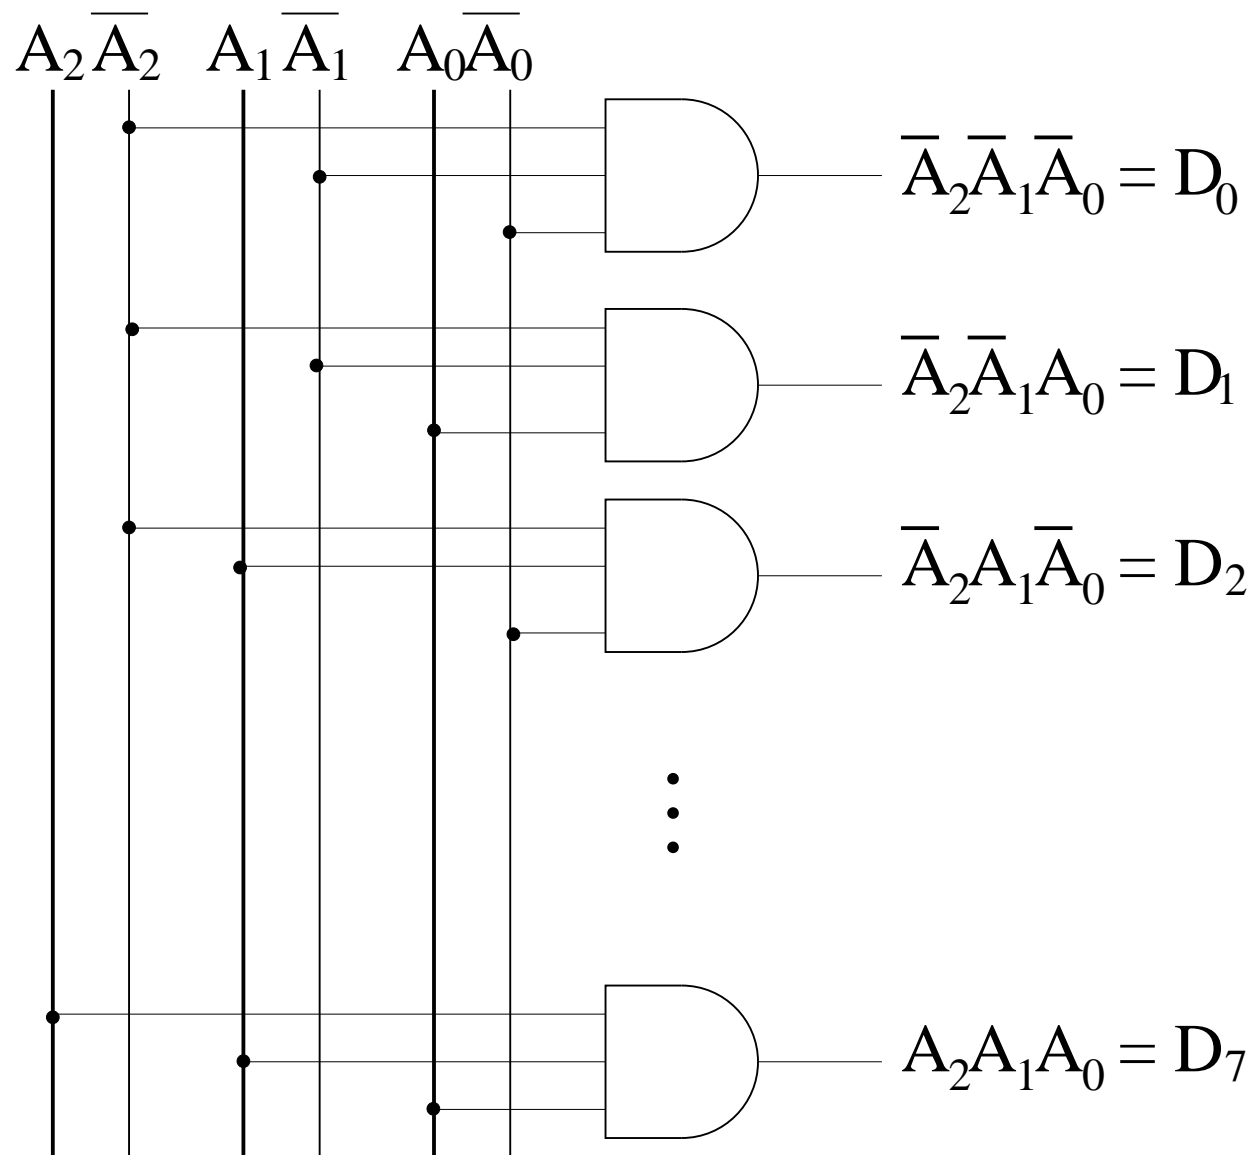 A₂ A̅₂ A₁ A̅₁ A₀ A̅₀
A̅₂A̅₁A̅₀ = D₀
A̅₂A̅₁A₀ = D₁
A̅₂A₁A̅₀ = D₂
A₂A₁A₀ = D₇